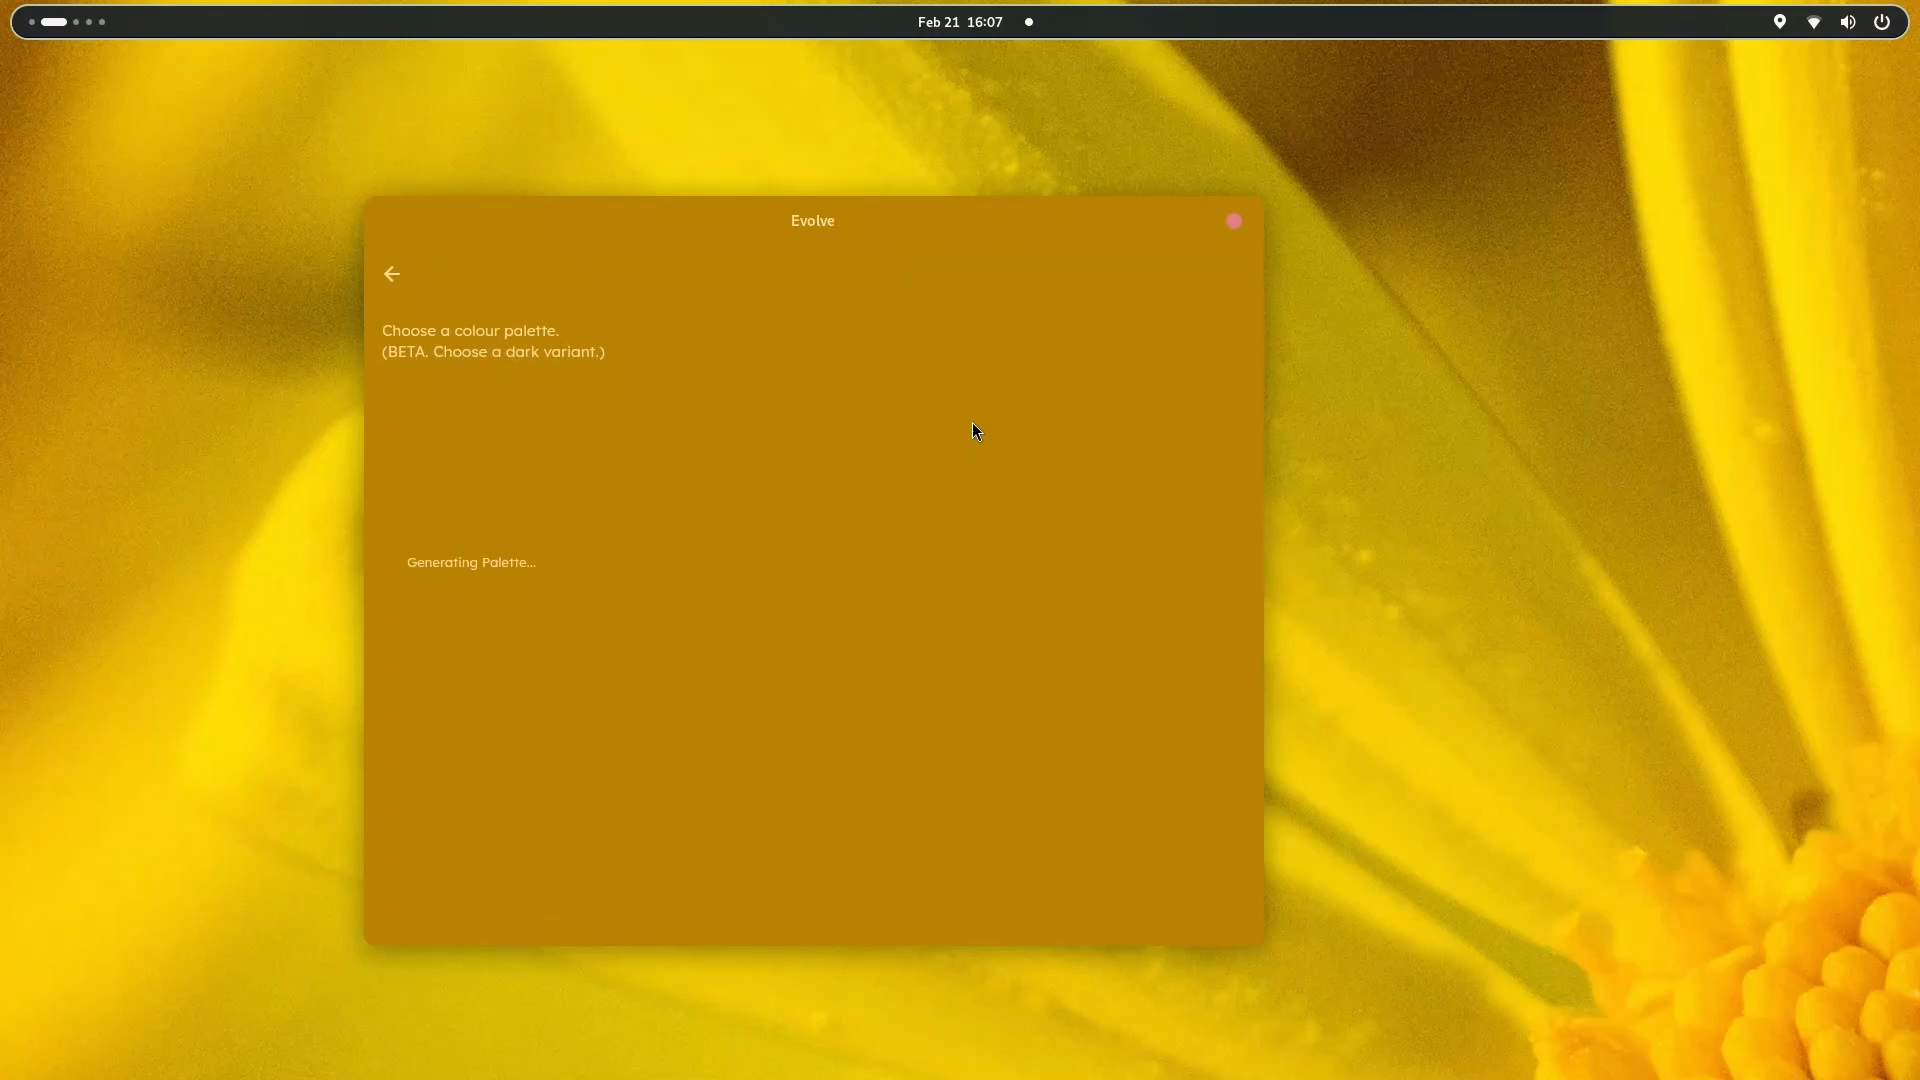 Feb 21 16:07
Evolve
Choose a colour palette.
(BETA. Choose a dark variant.)
Generating Palette...